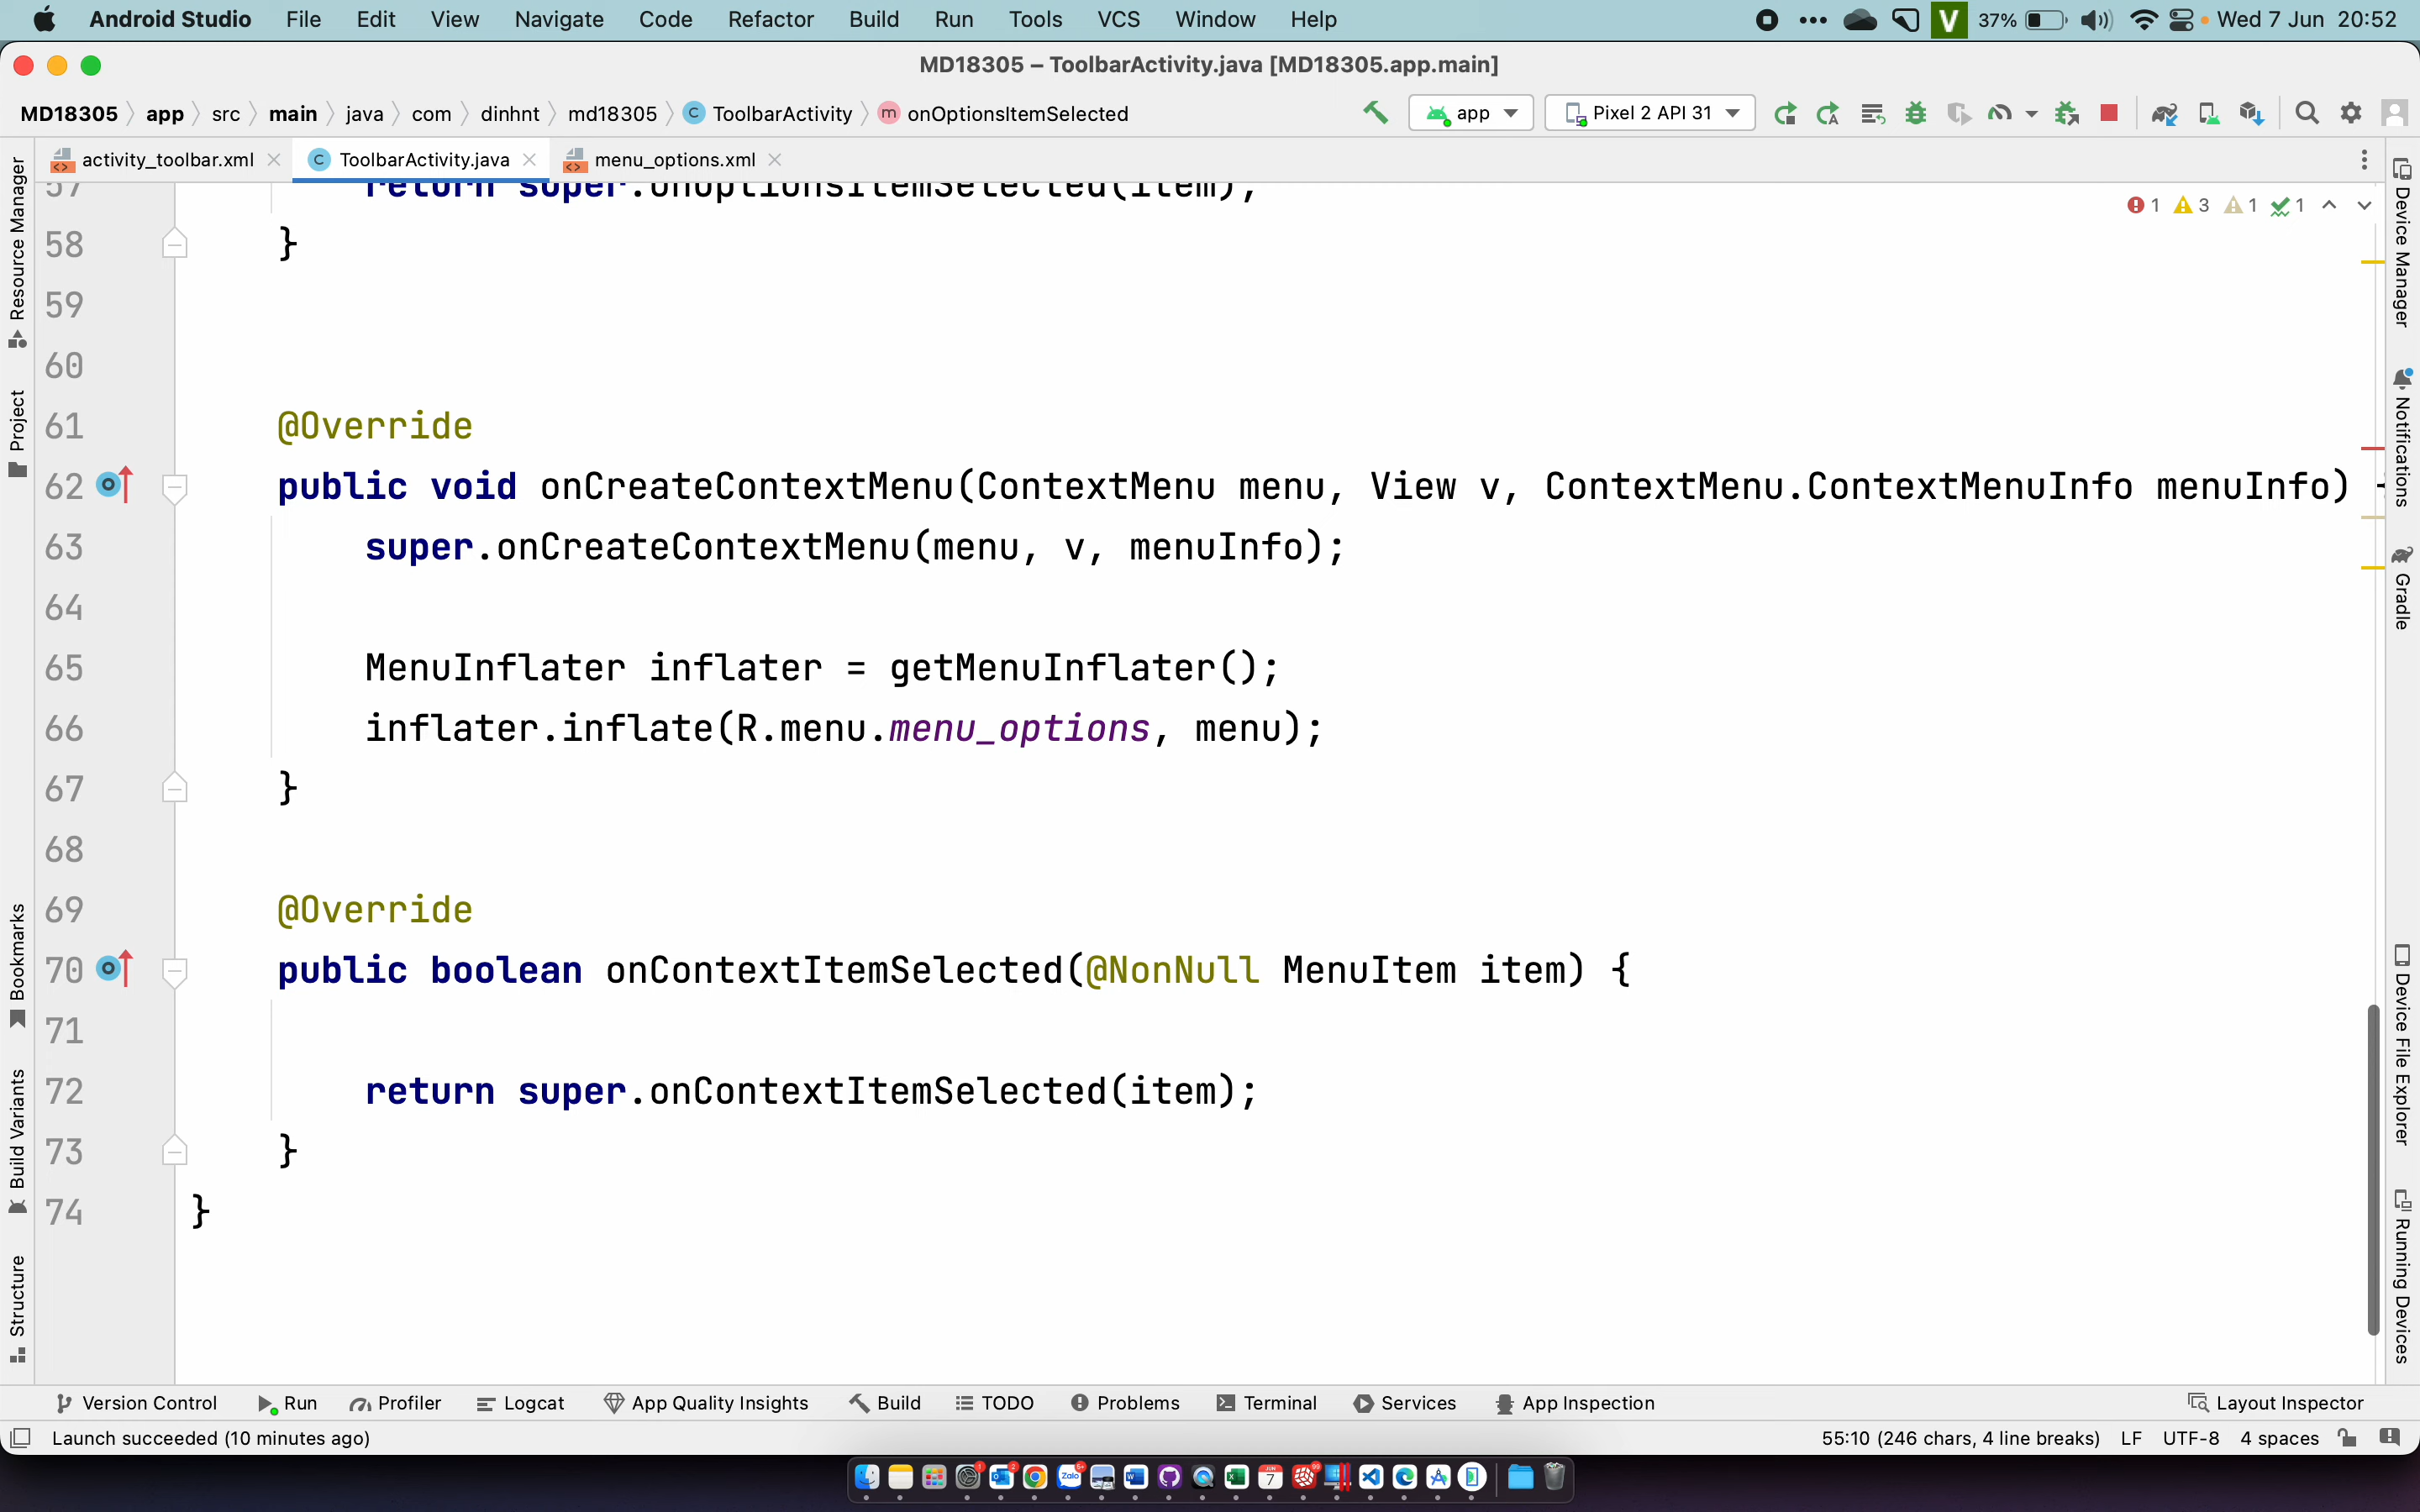 Android Studio File Edit View Navigate Code Refactor Build Run Tools VCS Window Help V 37% Wed 7 Jun 20:52
MD18305 – ToolbarActivity.java [MD18305.app.main]
MD18305 app src main java com dinhnt md18305 C ToolbarActivity m onOptionsItemSelected app Pixel 2 API 31
activity_toolbar.xml C ToolbarActivity.java menu_options.xml
57 return super.onOptionsItemSelected(item);
1 3 1 1
58 }
59
60
61 @Override
62 public void onCreateContextMenu(ContextMenu menu, View v, ContextMenu.ContextMenuInfo menuInfo) {
63 super.onCreateContextMenu(menu, v, menuInfo);
64
65 MenuInflater inflater = getMenuInflater();
66 inflater.inflate(R.menu.menu_options, menu);
67 }
68
69 @Override
70 public boolean onContextItemSelected(@NonNull MenuItem item) {
71
72 return super.onContextItemSelected(item);
73 }
74 }
Resource Manager
Project
Bookmarks
Build Variants
Structure
Device Manager
Notifications
Gradle
Device File Explorer
Running Devices
Version Control Run Profiler Logcat App Quality Insights Build TODO Problems Terminal Services App Inspection Layout Inspector
Launch succeeded (10 minutes ago) 55:10 (246 chars, 4 line breaks) LF UTF-8 4 spaces